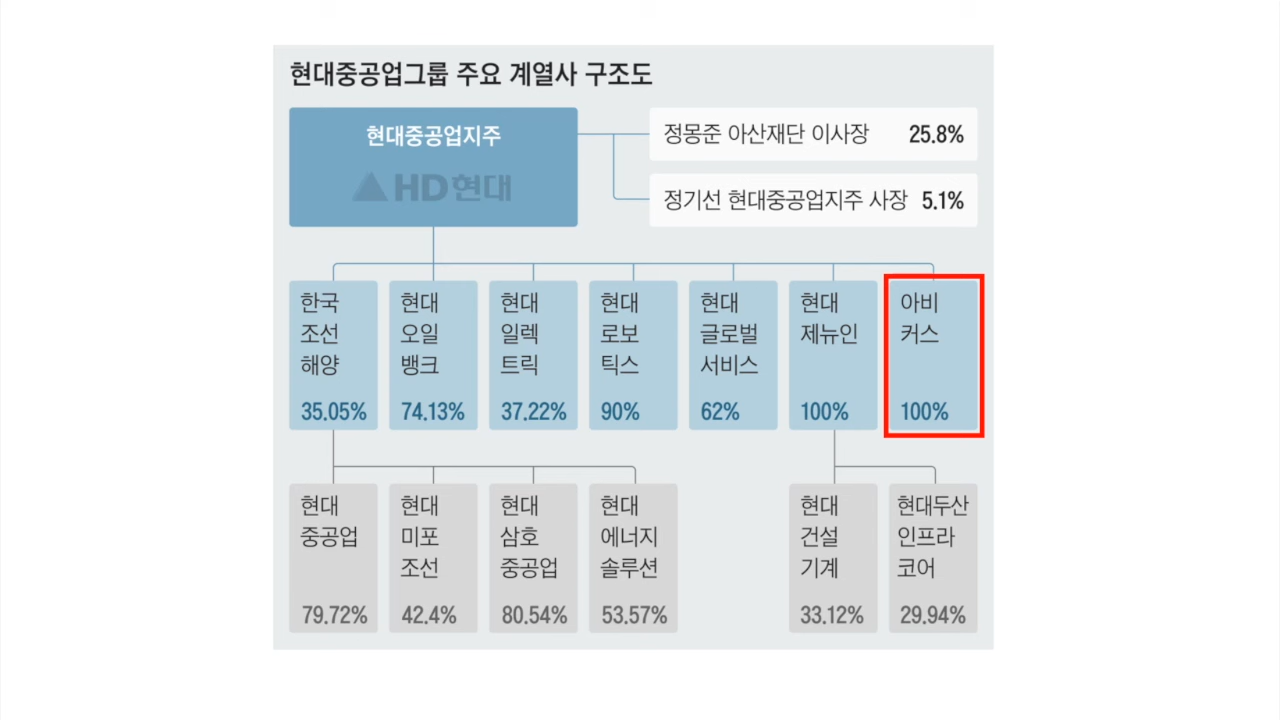 현대중공업그룹 주요 계열사 구조도
현대중공업지주
HD현대
정몽준 아산재단 이사장 25.8%
정기선 현대중공업지주 사장 5.1%
한국
조선
해양
35.05%
현대
오일
뱅크
74.13%
현대
일렉
트릭
37.22%
현대
로보
틱스
90%
현대
글로벌
서비스
62%
현대
제뉴인
100%
아비
커스
100%
현대
중공업
79.72%
현대
미포
조선
42.4%
현대
삼호
중공업
80.54%
현대
에너지
솔루션
53.57%
현대
건설
기계
33.12%
현대두산
인프라
코어
29.94%